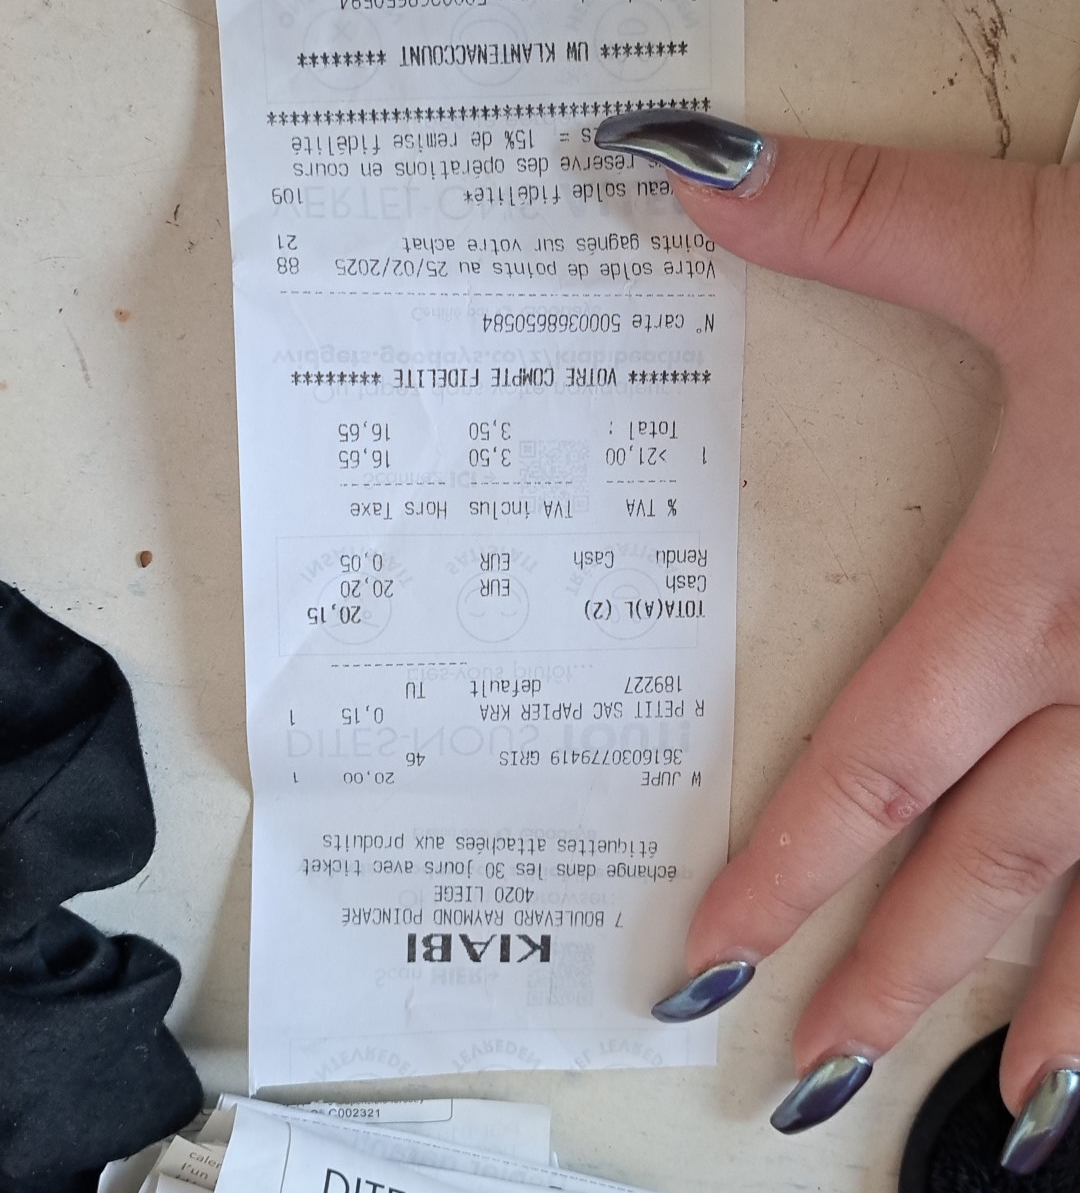 KIABI
7 BOULEVARD RAYMOND POINCARÉ
4020 LIEGE
échange dans les 30 jours avec ticket
étiquettes attachées aux produits
W JUPE 20,00 1
3616030779419 GRIS 46
R PETIT SAC PAPIER KRA 0,15 1
189227 default TU
-------------
TOTA(A)L (2) 20,15
Cash EUR 20,20
Rendu Cash EUR 0,05
% TVA TVA inclus Hors Taxe
1 >21,00 3,50 16,65
Total : 3,50 16,65
******** VOTRE COMPTE FIDELITE ********
N° carte 5000368650584
Votre solde de points au 25/02/2025 88
Points gagnés sur votre achat 21
eau solde fidélité* 109
réserve des opérations en cours
= 15% de remise fidélité
******************************************
******** UW KLANTENACCOUNT ********
C002321
l'un